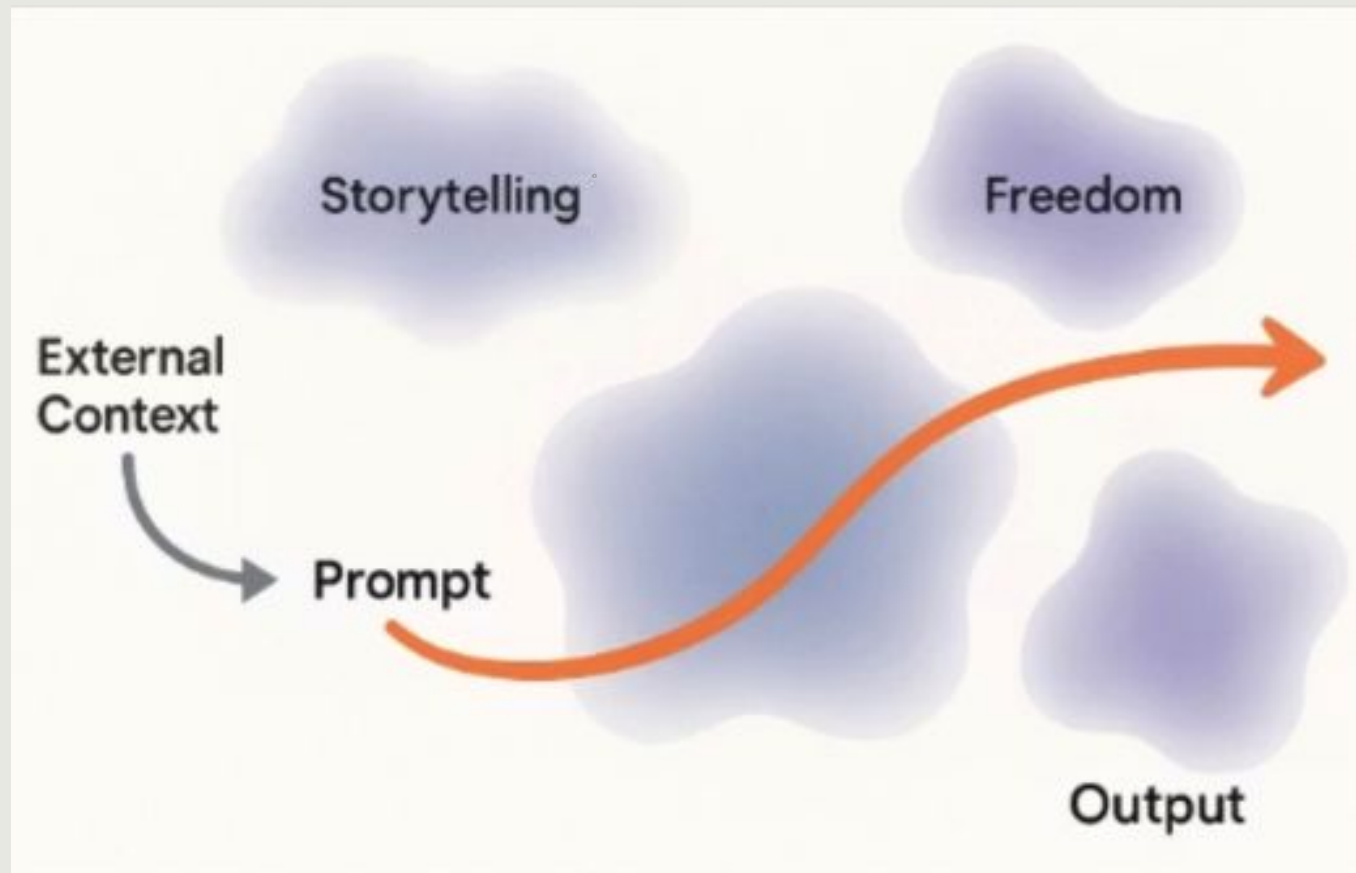 Storytelling
Freedom
External
Context
Prompt
Output